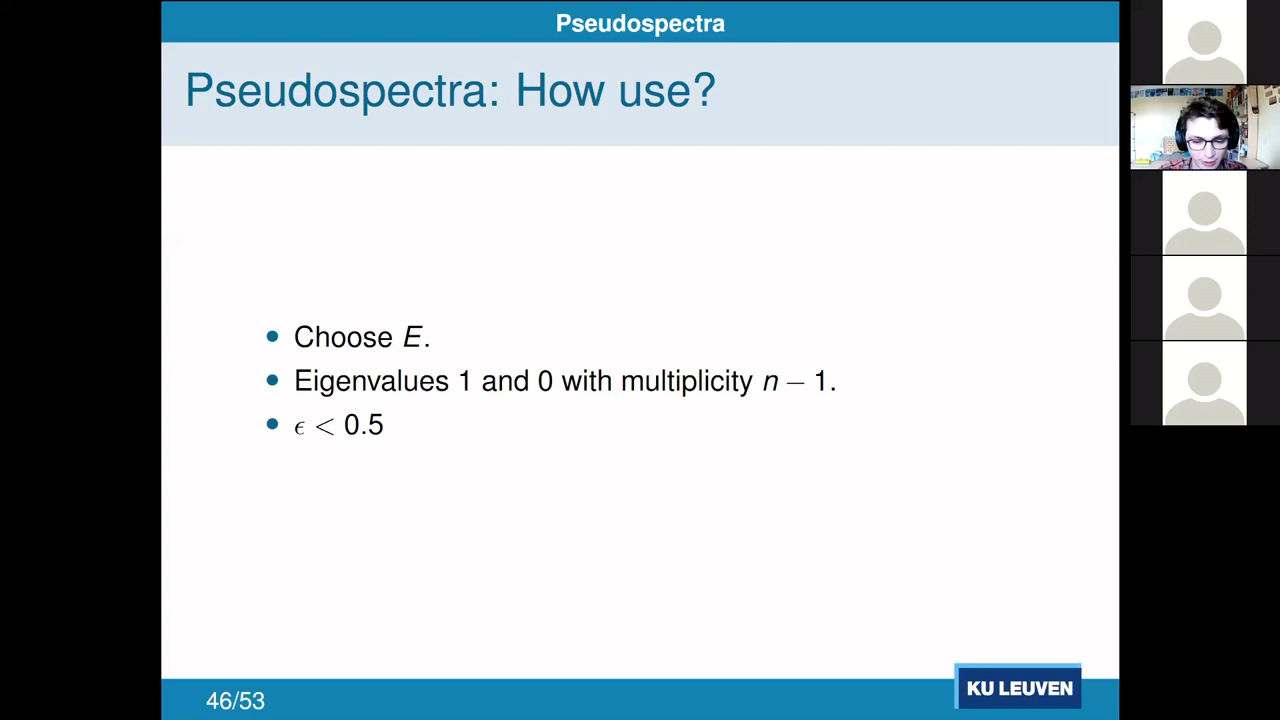 Pseudospectra
Pseudospectra: How use?
• Choose E.
• Eigenvalues 1 and 0 with multiplicity n − 1.
• ϵ < 0.5
46/53
KU LEUVEN